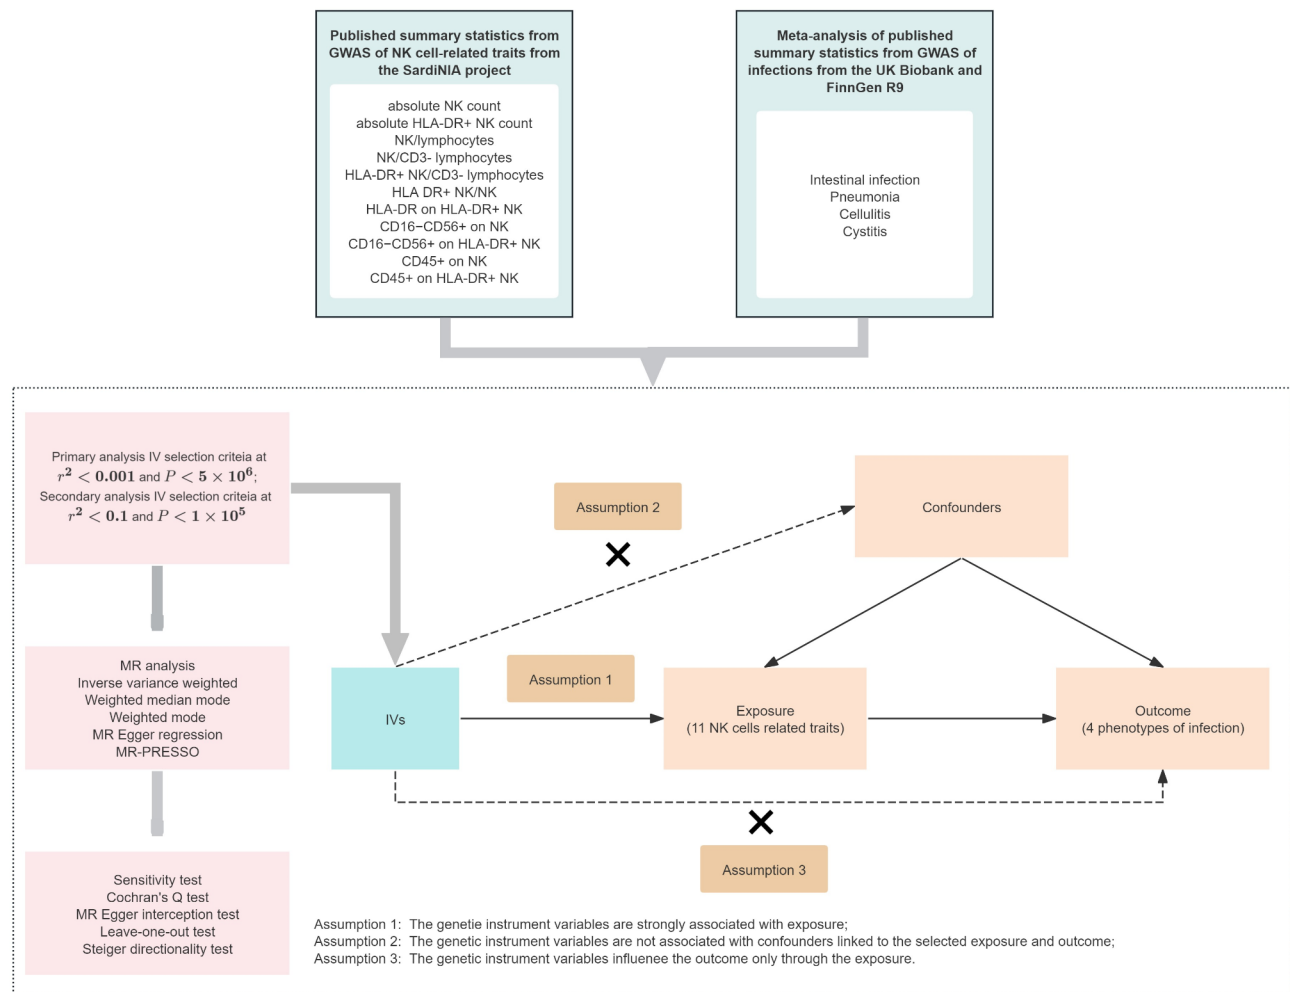 Published summary statistics from
GWAS of NK cell-related traits from
the SardiNIA project
absolute NK count
absolute HLA-DR+ NK count
NK/lymphocytes
NK/CD3- lymphocytes
HLA-DR+ NK/CD3- lymphocytes
HLA DR+ NK/NK
HLA-DR on HLA-DR+ NK
CD16−CD56+ on NK
CD16−CD56+ on HLA-DR+ NK
CD45+ on NK
CD45+ on HLA-DR+ NK
Meta-analysis of published
summary statistics from GWAS of
infections from the UK Biobank and
FinnGen R9
Intestinal infection
Pneumonia
Cellulitis
Cystitis
Primary analysis IV selection criteia at
r² < 0.001 and P < 5 × 10⁶;
Secondary analysis IV selection criteia at
r² < 0.1 and P < 1 × 10⁵
MR analysis
Inverse variance weighted
Weighted median mode
Weighted mode
MR Egger regression
MR-PRESSO
Sensitivity test
Cochran's Q test
MR Egger interception test
Leave-one-out test
Steiger directionality test
Assumption 2
Confounders
Assumption 1
IVs
Exposure
(11 NK cells related traits)
Outcome
(4 phenotypes of infection)
Assumption 3
Assumption 1: The genetie instrument variables are strongly associated with exposure;
Assumption 2: The genetic instrument variables are not associated with confounders linked to the selected exposure and outcome;
Assumption 3: The genetic instrument variables influenee the outcome only through the exposure.